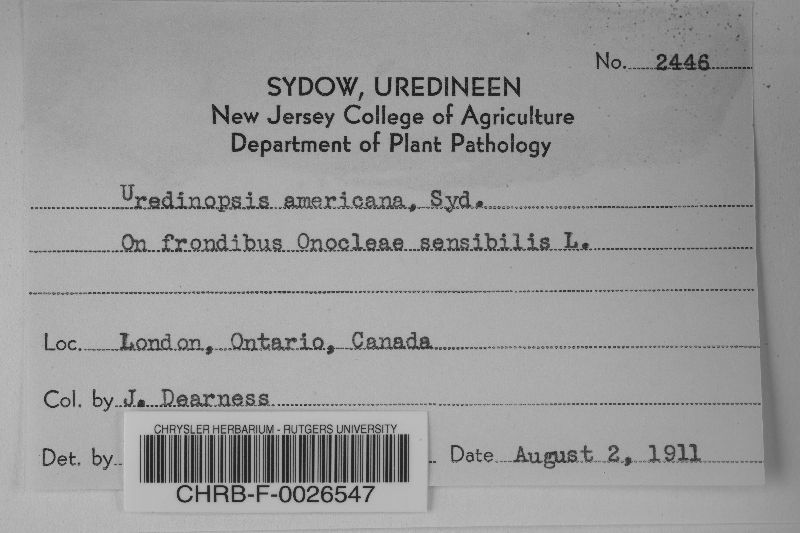 No. 2446
SYDOW, UREDINEEN
New Jersey College of Agriculture
Department of Plant Pathology
Uredinopsis americana, Syd.
On frondibus Onocleae sensibilis L.
Loc. London, Ontario, Canada
Col. by J. Dearness
Det. by
Date August 2, 1911
CHRYSLER HERBARIUM - RUTGERS UNIVERSITY
CHRB-F-0026547